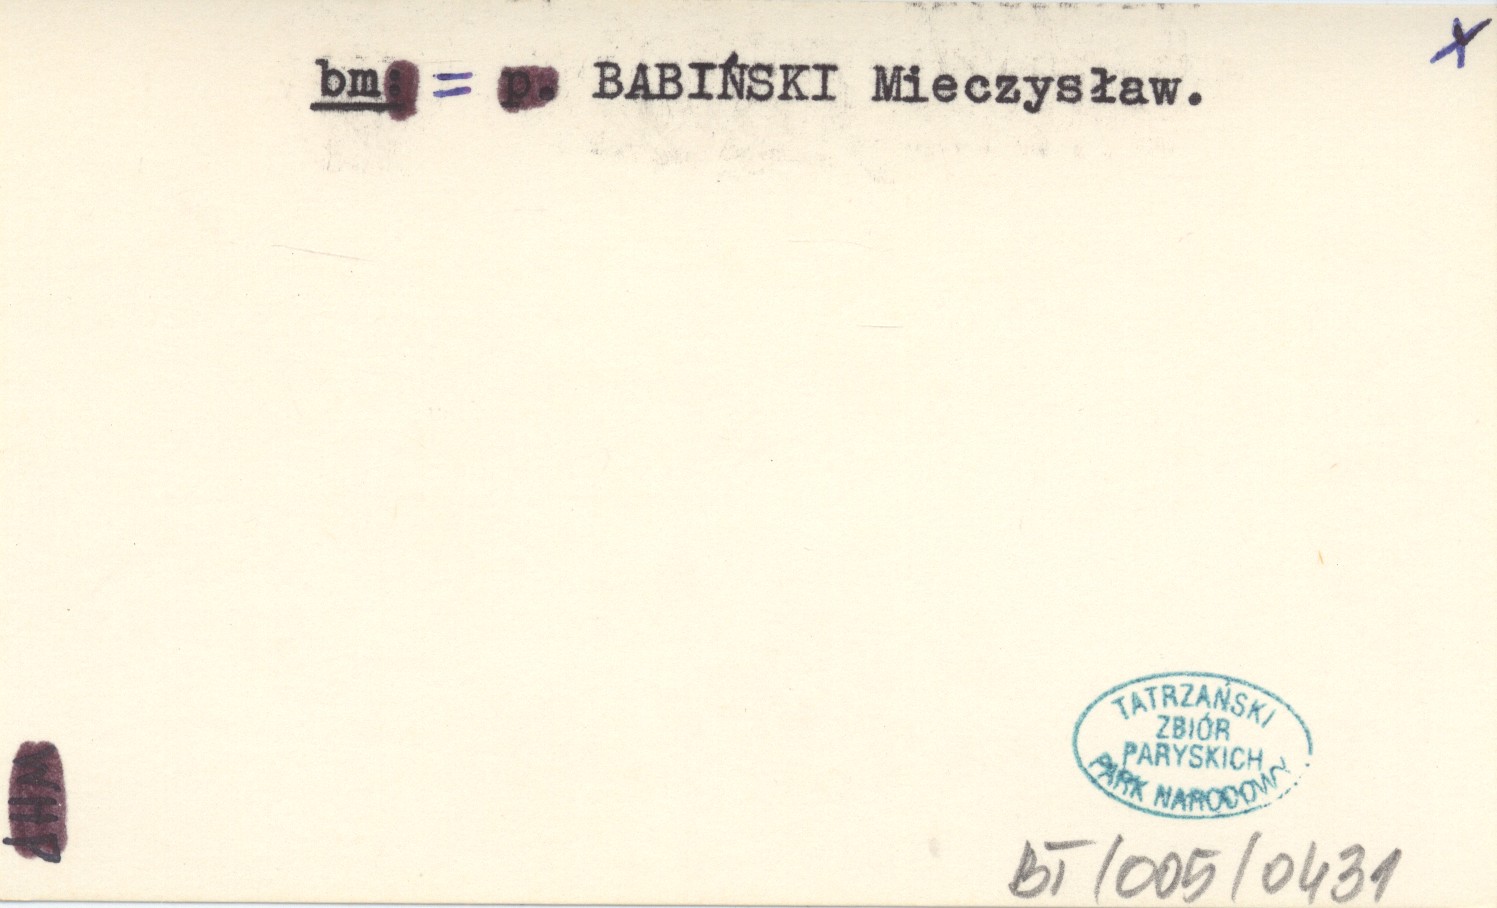 x
bm: = p. BABIŃSKI Mieczysław.
TATRZAŃSKI
ZBIÓR
PARYSKICH
PARK NARODOWY
BT/005/0431